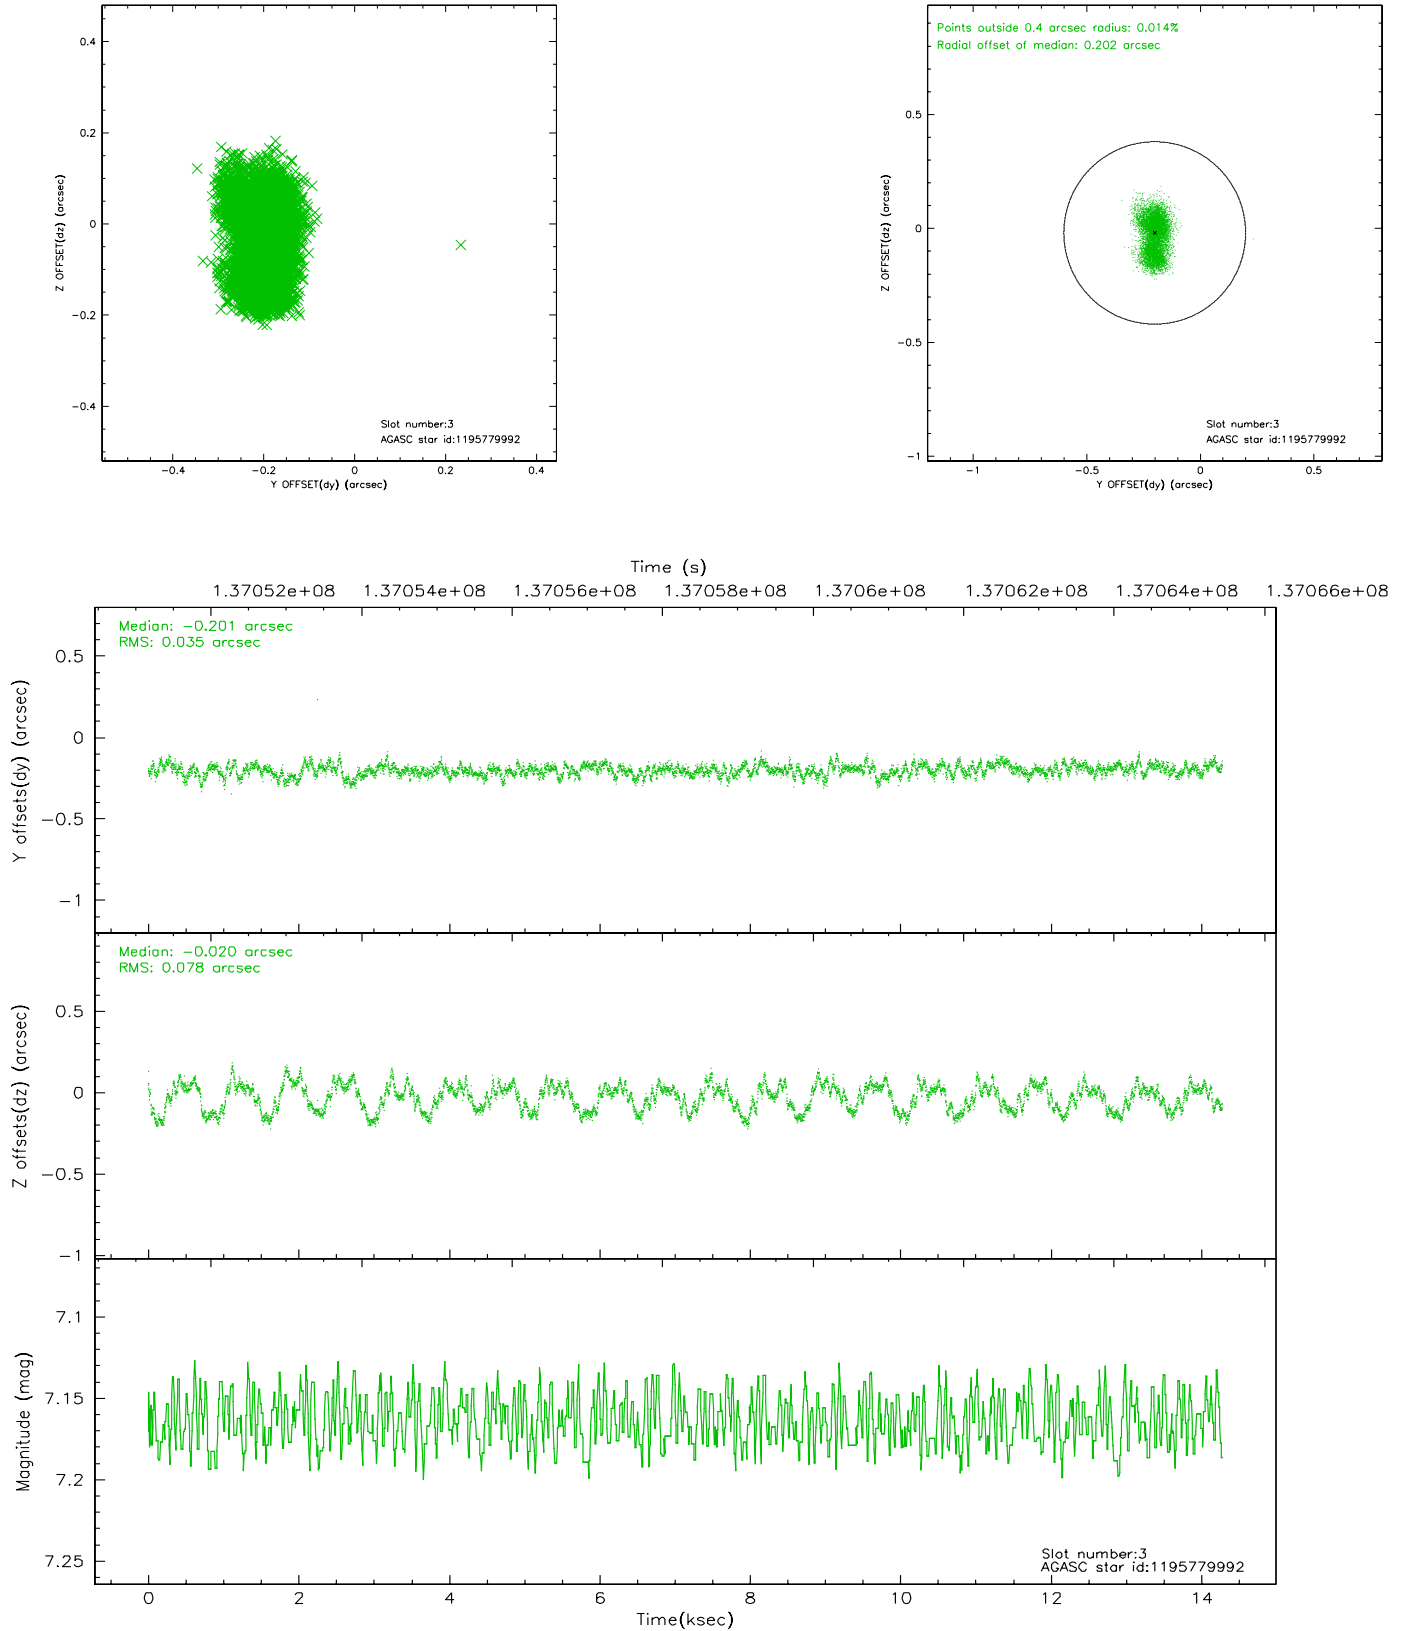 0.4
0.2
0
−0.2
−0.4
Z OFFSET(dz) (arcsec)
Slot number:3
AGASC star id:1195779992
−0.4 −0.2 0 0.2 0.4
Y OFFSET(dy) (arcsec)
Points outside 0.4 arcsec radius: 0.014%
Radial offset of median: 0.202 arcsec
0.5
0
−0.5
−1
Z OFFSET(dz) (arcsec)
Slot number:3
AGASC star id:1195779992
−1 −0.5 0 0.5
Y OFFSET(dy) (arcsec)
Time (s)
1.37052e+08 1.37054e+08 1.37056e+08 1.37058e+08 1.3706e+08 1.37062e+08 1.37064e+08 1.37066e+08
Median: −0.201 arcsec
RMS: 0.035 arcsec
0.5
0
−0.5
−1
Y offsets(dy) (arcsec)
Median: −0.020 arcsec
RMS: 0.078 arcsec
0.5
0
−0.5
−1
Z offsets(dz) (arcsec)
7.1
7.15
7.2
7.25
Magnitude (mag)
Slot number:3
AGASC star id:1195779992
0 2 4 6 8 10 12 14
Time(ksec)